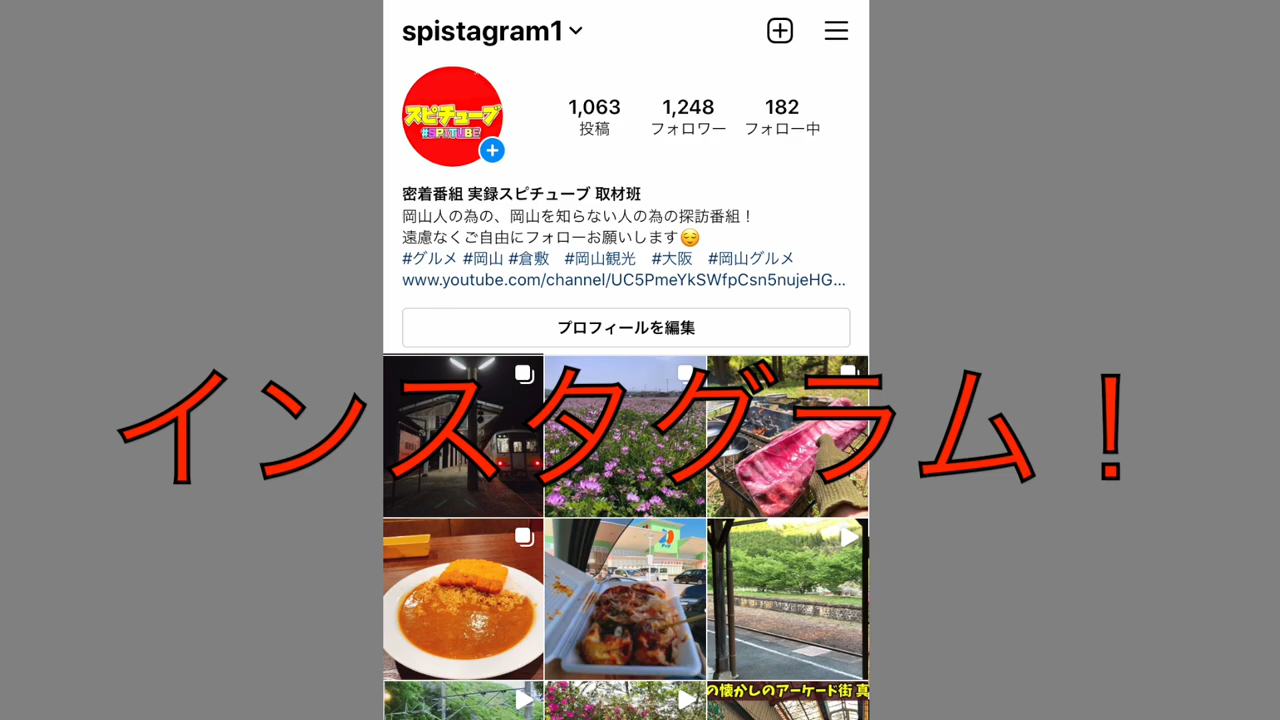 spistagram1
スピチューブ
#SPITUBE
1,063
投稿
1,248
フォロワー
182
フォロー中
密着番組 実録スピチューブ 取材班
岡山人の為の、岡山を知らない人の為の探訪番組！
遠慮なくご自由にフォローお願いします😌
#グルメ #岡山 #倉敷　#岡山観光　#大阪　#岡山グルメ
www.youtube.com/channel/UC5PmeYkSWfpCsn5nujeHG...
プロフィールを編集
インスタグラム！
の懐かしのアーケード街 真